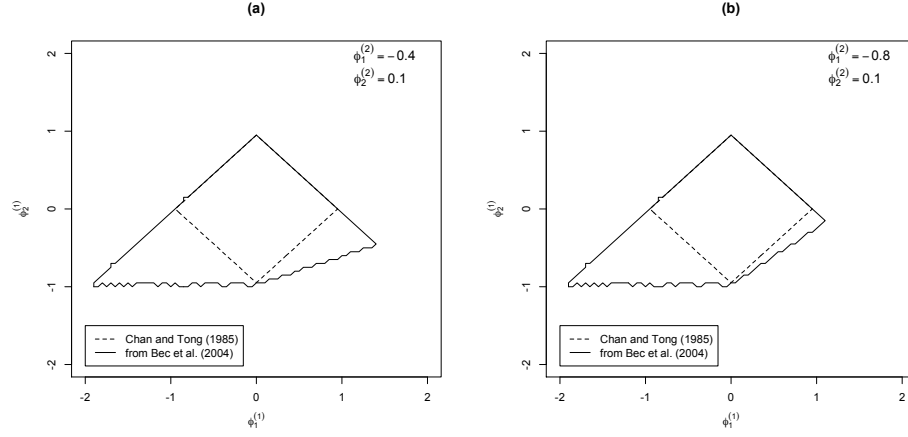 (a)
ϕ₁⁽²⁾ = −0.4
ϕ₂⁽²⁾ = 0.1
2
1
0
-1
-2
ϕ₂⁽¹⁾
Chan and Tong (1985)
from Bec et al. (2004)
-2 -1 0 1 2
ϕ₁⁽¹⁾
(b)
ϕ₁⁽²⁾ = −0.8
ϕ₂⁽²⁾ = 0.1
2
1
0
-1
-2
ϕ₂⁽¹⁾
Chan and Tong (1985)
from Bec et al. (2004)
-2 -1 0 1 2
ϕ₁⁽¹⁾